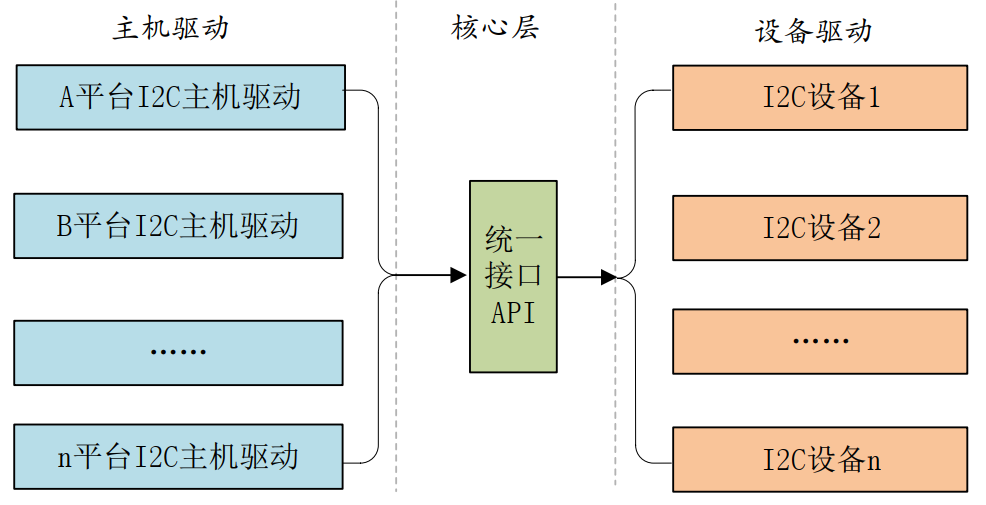 主机驱动
核心层
设备驱动
A平台I2C主机驱动
B平台I2C主机驱动
……
n平台I2C主机驱动
统一
接口
API
I2C设备1
I2C设备2
……
I2C设备n